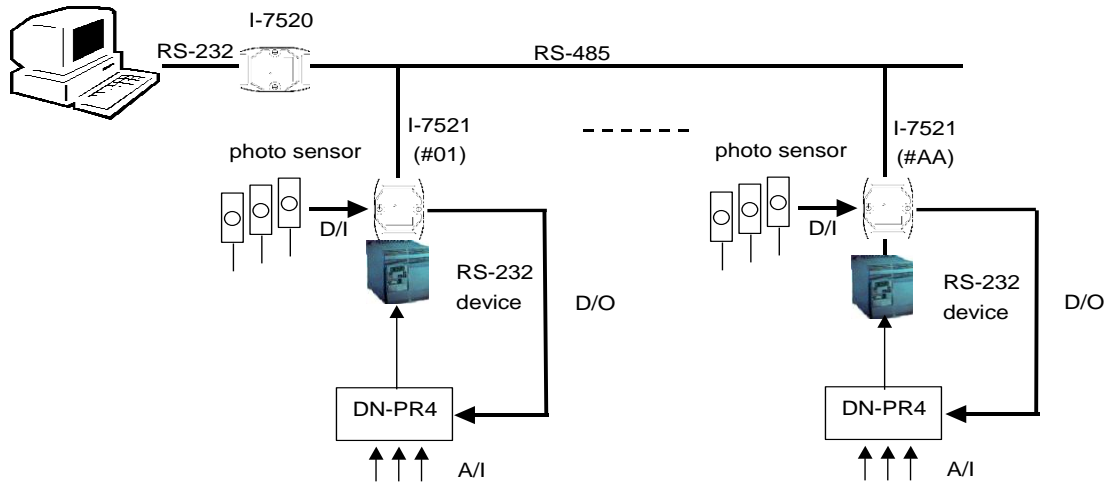 I-7520
RS-232
RS-485
I-7521
(#01)
photo sensor
D/I
RS-232
device
D/O
DN-PR4
A/I
I-7521
(#AA)
photo sensor
D/I
RS-232
device
D/O
DN-PR4
A/I